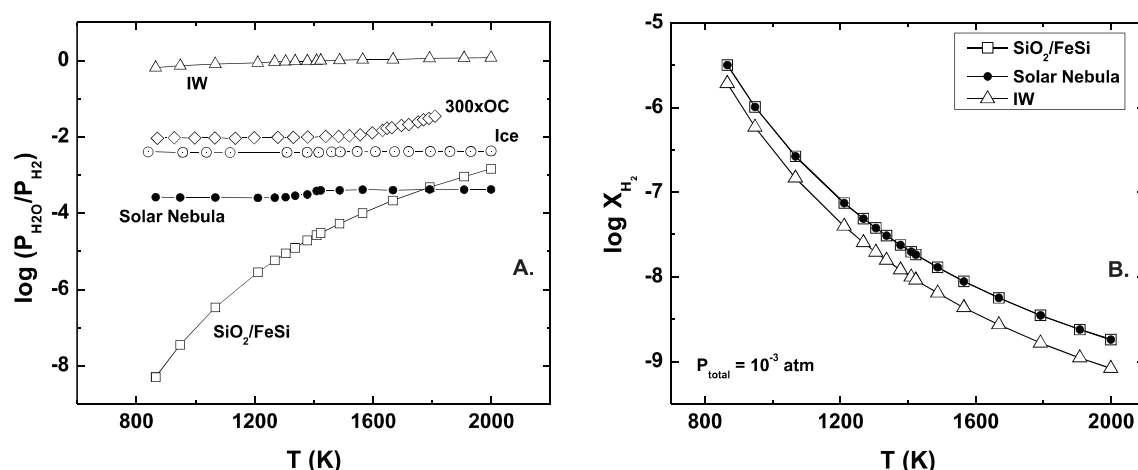 0
-2
-4
-6
-8
log (P_H2O/P_H2)
IW
300xOC
Ice
Solar Nebula
SiO₂/FeSi
A.
800 1200 1600 2000
T (K)
-5
-6
-7
-8
-9
log X_H₂
SiO₂/FeSi
Solar Nebula
IW
B.
P_total = 10⁻³ atm
800 1200 1600 2000
T (K)